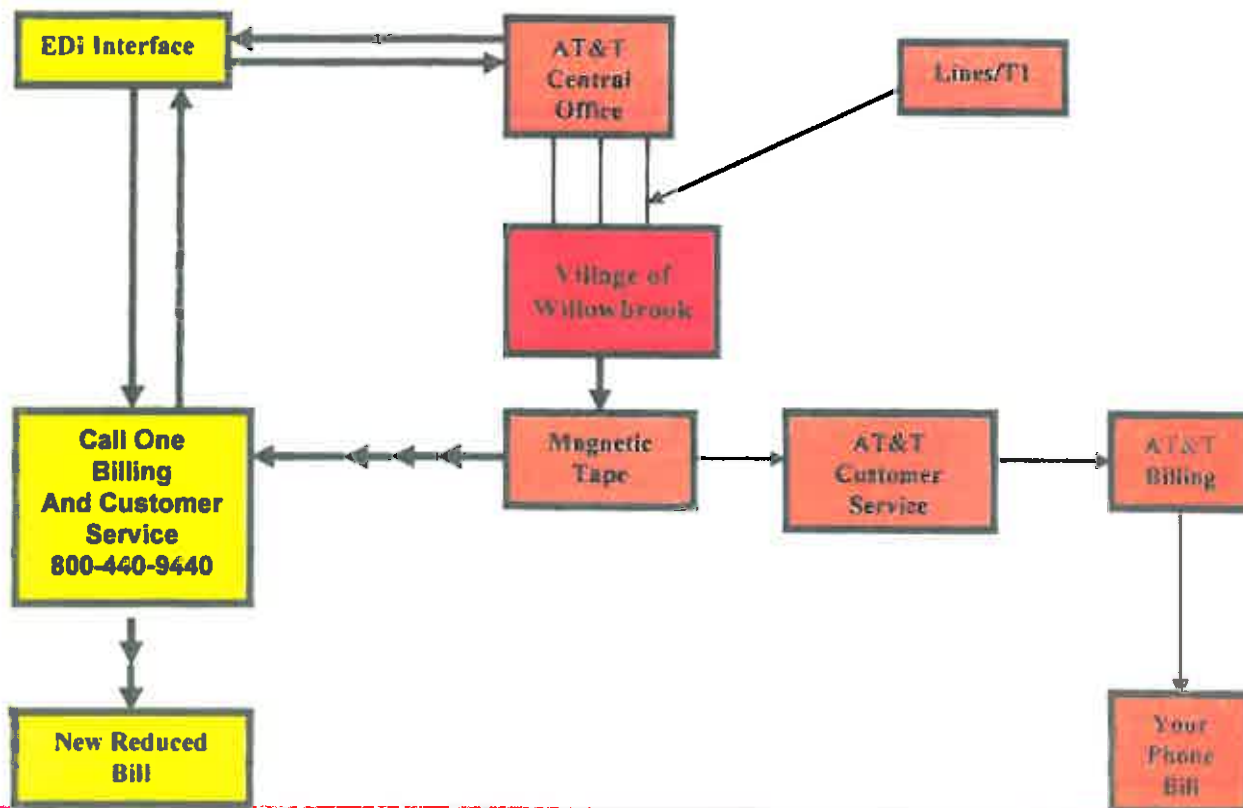 EDi Interface
AT&T
Central
Office
Lines/T1
Village of
Willowbrook
Call One
Billing
And Customer
Service
800-440-9440
Magnetic
Tape
AT&T
Customer
Service
AT&T
Billing
New Reduced
Bill
Your
Phone
Bill